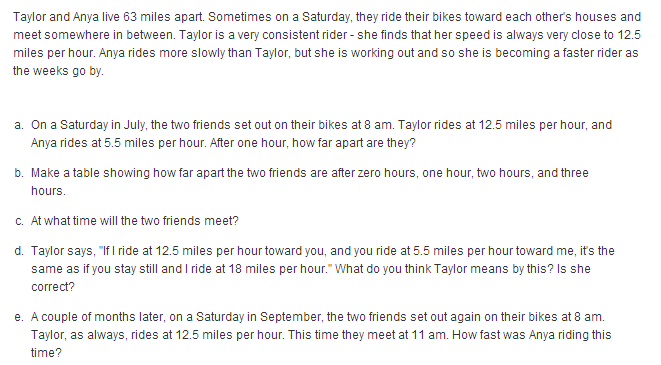 Taylor and Anya live 63 miles apart. Sometimes on a Saturday, they ride their bikes toward each other's houses and
meet somewhere in between. Taylor is a very consistent rider - she finds that her speed is always very close to 12.5
miles per hour. Anya rides more slowly than Taylor, but she is working out and so she is becoming a faster rider as
the weeks go by.
a. On a Saturday in July, the two friends set out on their bikes at 8 am. Taylor rides at 12.5 miles per hour, and
Anya rides at 5.5 miles per hour. After one hour, how far apart are they?
b. Make a table showing how far apart the two friends are after zero hours, one hour, two hours, and three
hours.
c. At what time will the two friends meet?
d. Taylor says, "If I ride at 12.5 miles per hour toward you, and you ride at 5.5 miles per hour toward me, it's the
same as if you stay still and I ride at 18 miles per hour." What do you think Taylor means by this? Is she
correct?
e. A couple of months later, on a Saturday in September, the two friends set out again on their bikes at 8 am.
Taylor, as always, rides at 12.5 miles per hour. This time they meet at 11 am. How fast was Anya riding this
time?